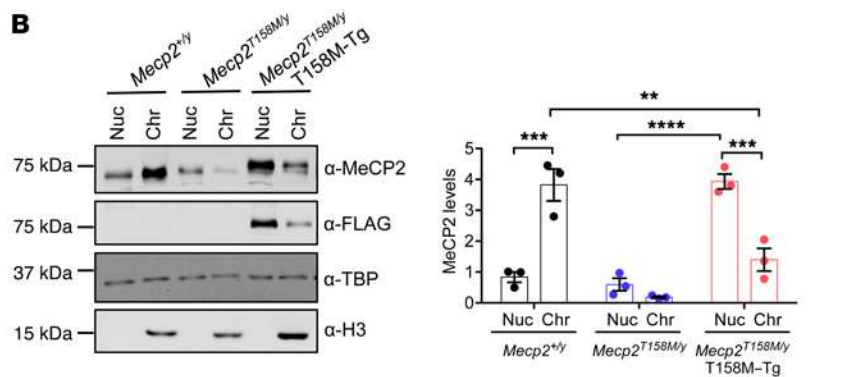 B
Mecp2+/y
Mecp2T158M/y
Mecp2T158M/y
T158M-Tg
Nuc Chr Nuc Chr Nuc Chr
75 kDa
α-MeCP2
75 kDa
α-FLAG
37 kDa
α-TBP
15 kDa
α-H3
**
****
***
***
MeCP2 levels
5
4
3
2
1
0
Nuc Chr Nuc Chr Nuc Chr
Mecp2+/y Mecp2T158M/y Mecp2T158M/y
T158M–Tg